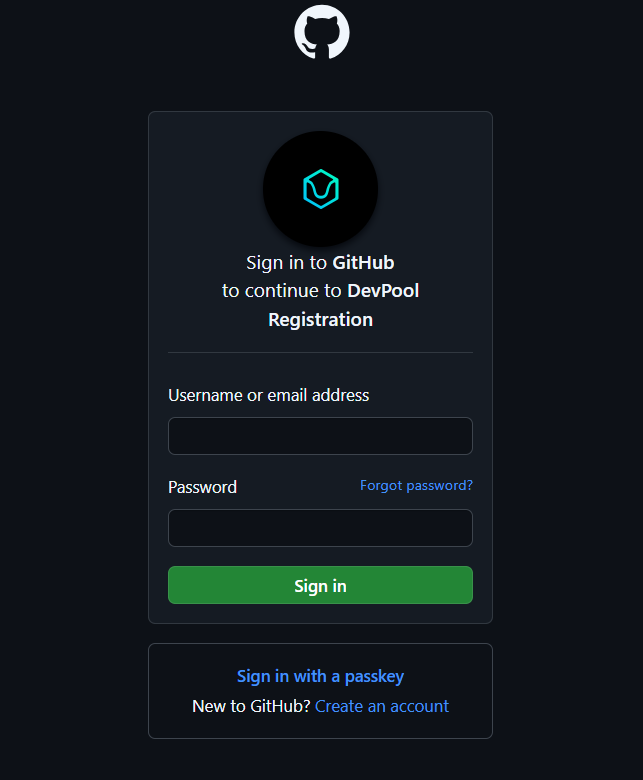 Sign in to GitHub
to continue to DevPool
Registration
Username or email address
Password Forgot password?
Sign in
Sign in with a passkey
New to GitHub? Create an account